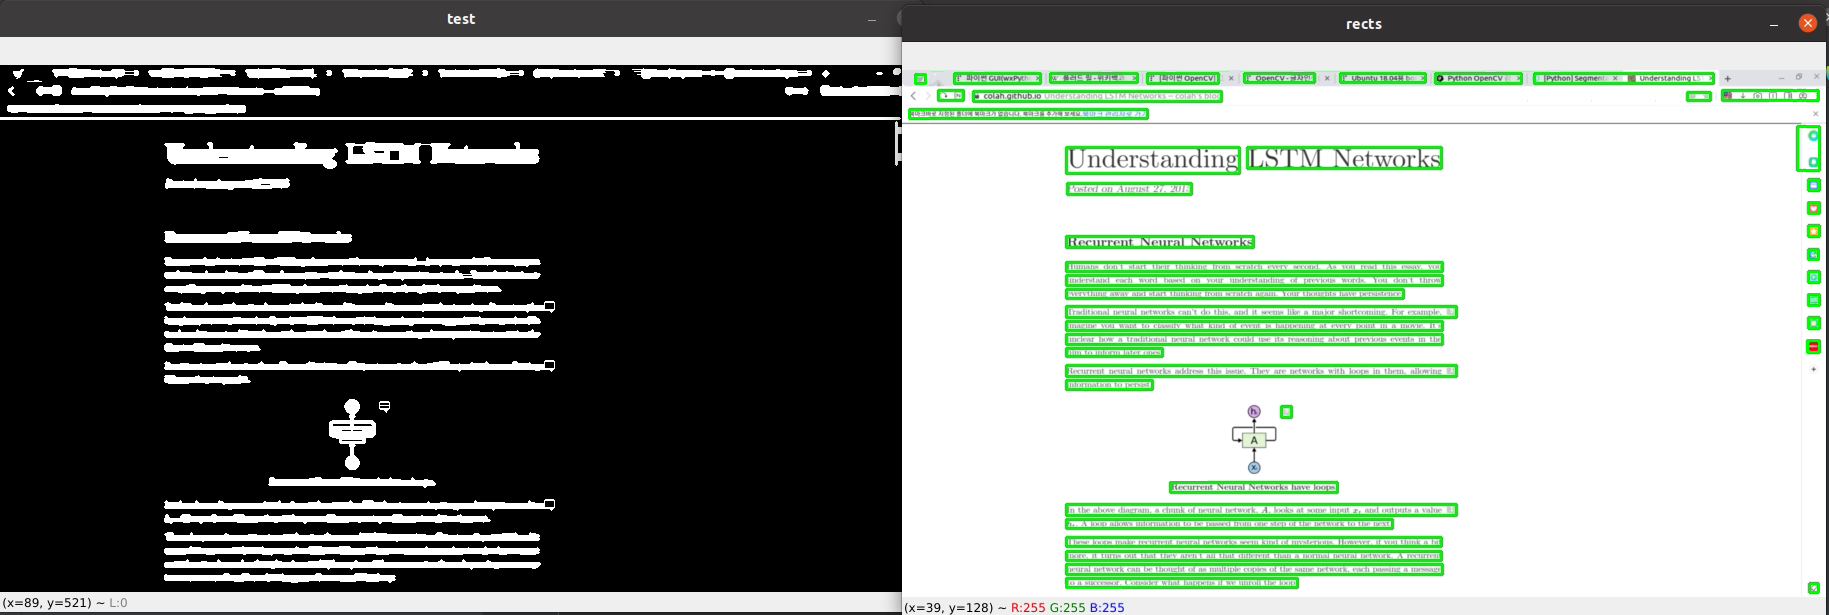 test
rects
파이썬 GUI(wxPyth
플러드 필 - 위키백과
[파이썬 OpenCV]
OpenCV - 글자인
Ubuntu 18.04용
Python OpenCV
[Python] Segment
Understanding LS
colah.github.io Understanding LSTM Networks – colah's blog
Understanding LSTM Networks
Posted on August 27, 201
Recurrent Neural Networks
Humans don't start their thinking from scratch every second. As you read this essay, you
understand each word based on your understanding of previous words. You don't throw
everything away and start thinking from scratch again. Your thoughts have persistence
Traditional neural networks can't do this, and it seems like a major shortcoming. For example,
imagine you want to classify what kind of event is happening at every point in a movie. It's
unclear how a traditional neural network could use its reasoning about previous events in the
film to inform later ones
Recurrent neural networks address this issue. They are networks with loops in them, allowing
information to persist
h
A
x
Recurrent Neural Networks have loops
In the above diagram, a chunk of neural network, A, looks at some input xₜ and outputs a value
hₜ. A loop allows information to be passed from one step of the network to the next
These loops make recurrent neural networks seem kind of mysterious. However, if you think a bit
more, it turns out that they aren't all that different than a normal neural network. A recurrent
neural network can be thought of as multiple copies of the same network, each passing a message
to a successor. Consider what happens if we unroll the loop
(x=89, y=521) ~ L:0
(x=39, y=128) ~ R:255 G:255 B:255